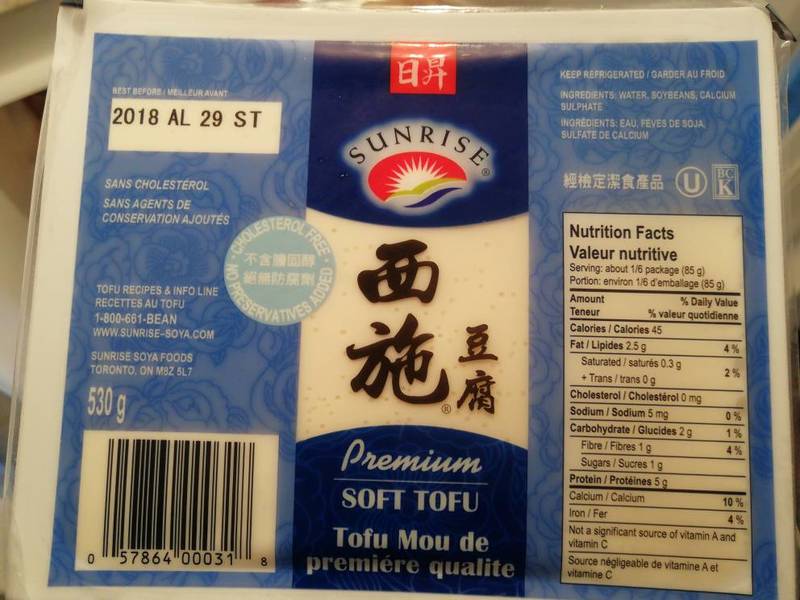 BEST BEFORE / MEILLEUR AVANT
2018 AL 29 ST
SANS CHOLESTÉROL
SANS AGENTS DE
CONSERVATION AJOUTÉS
CHOLESTEROL FREE
不含膽固醇
絕無防腐劑
NO PRESERVATIVES ADDED
TOFU RECIPES & INFO LINE
RECETTES AU TOFU
1-800-661-BEAN
WWW.SUNRISE-SOYA.COM
SUNRISE SOYA FOODS
TORONTO, ON M8Z 5L7
530 g
0 57864 00031 8
日昇
SUNRISE®
西施®
豆腐
Premium
SOFT TOFU
Tofu Mou de
premiére qualite
KEEP REFRIGERATED / GARDER AU FROID
INGREDIENTS: WATER, SOYBEANS, CALCIUM
SULPHATE
INGRÉDIENTS: EAU, FÈVES DE SOJA,
SULFATE DE CALCIUM
經檢定潔食產品 U BC K
Nutrition Facts
Valeur nutritive
Serving: about 1/6 package (85 g)
Portion: environ 1/6 d'emballage (85 g)
Amount % Daily Value
Teneur % valeur quotidienne
Calories / Calories 45
Fat / Lipides 2.5 g 4 %
Saturated / saturés 0.3 g
+ Trans / trans 0 g 2 %
Cholesterol / Cholestérol 0 mg
Sodium / Sodium 5 mg 0 %
Carbohydrate / Glucides 2 g 1 %
Fibre / Fibres 1 g 4 %
Sugars / Sucres 1 g
Protein / Protéines 5 g
Calcium / Calcium 10 %
Iron / Fer 4 %
Not a significant source of vitamin A and
vitamin C
Source négligeable de vitamine A et
vitamine C